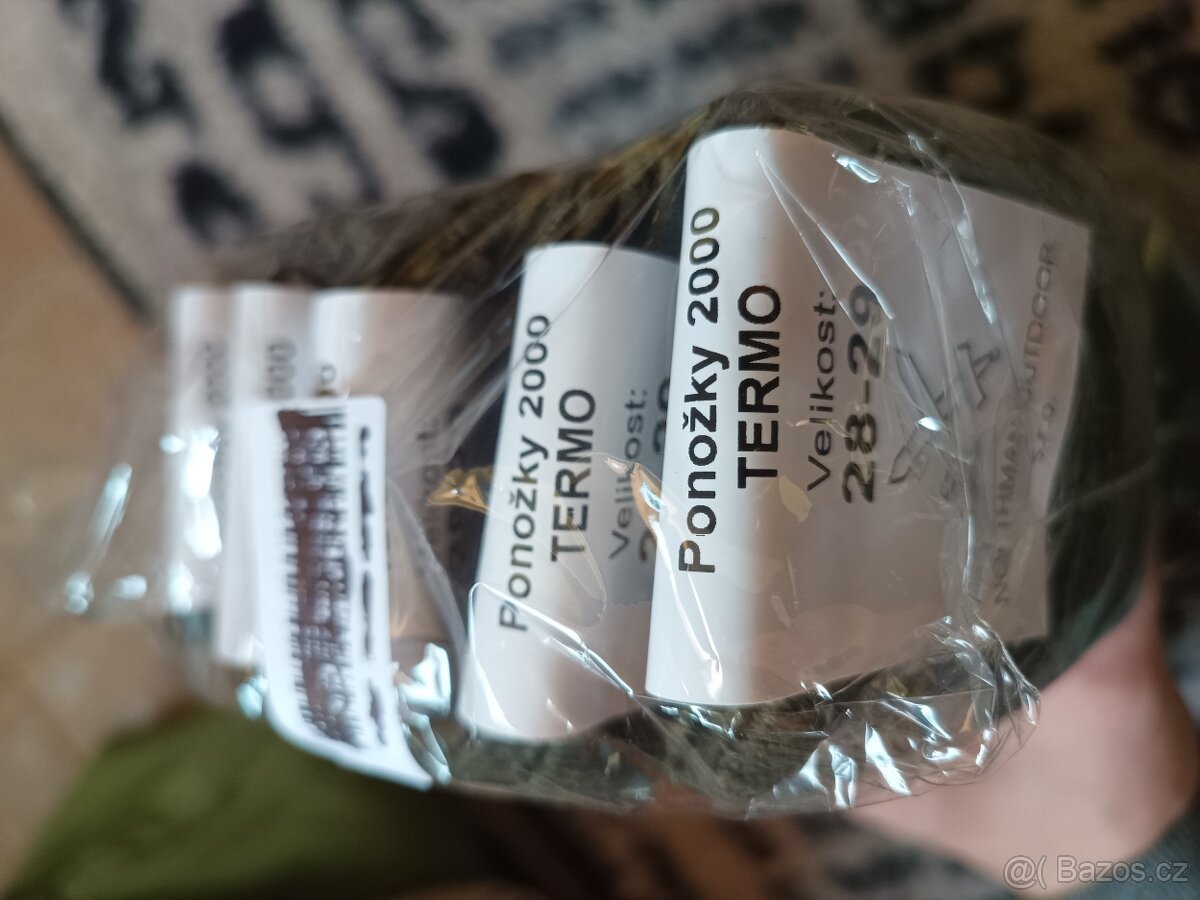 Ponožky 2000
TERMO
Velikost:
28-29
NORTHMAN OUTDOOR
s.r.o.
Ponožky 2000
TERMO
Velikost:
@( Bazos.cz